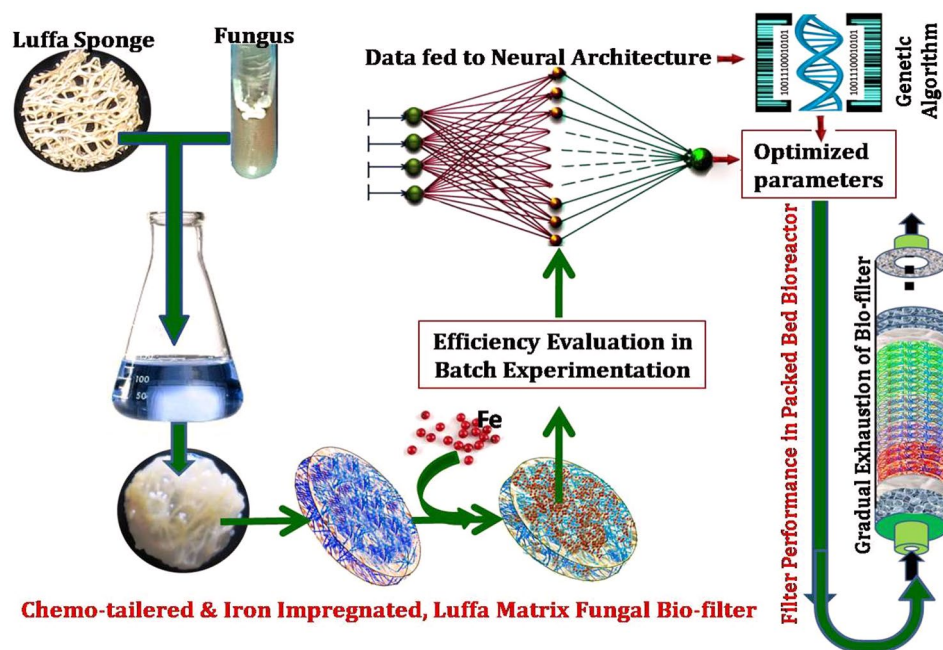 Luffa Sponge
Fungus
Data fed to Neural Architecture
10011100010101
10011100010101
Genetic
Algorithm
Optimized
parameters
100
50
Efficiency Evaluation in
Batch Experimentation
Fe
Filter Performance in Packed Bed Bioreactor
Gradual Exhaustion of Bio-filter
Chemo-tailered & Iron Impregnated, Luffa Matrix Fungal Bio-filter